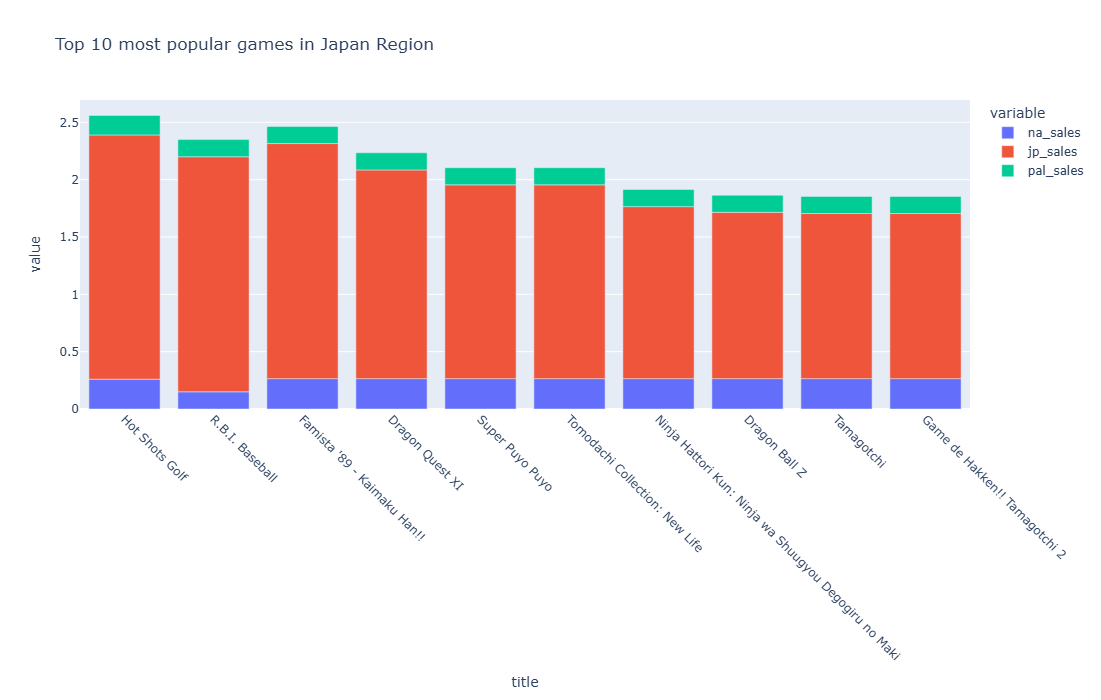 Top 10 most popular games in Japan Region
variable
na_sales
jp_sales
pal_sales
value
2.5
2
1.5
1
0.5
0
Hot Shots Golf
R.B.I. Baseball
Famista '89 - Kaimaku Han!!
Dragon Quest XI
Super Puyo Puyo
Tomodachi Collection: New Life
Ninja Hattori Kun: Ninja wa Shuugyou Degogiru no Maki
Dragon Ball Z
Tamagotchi
Game de Hakken!! Tamagotchi 2
title